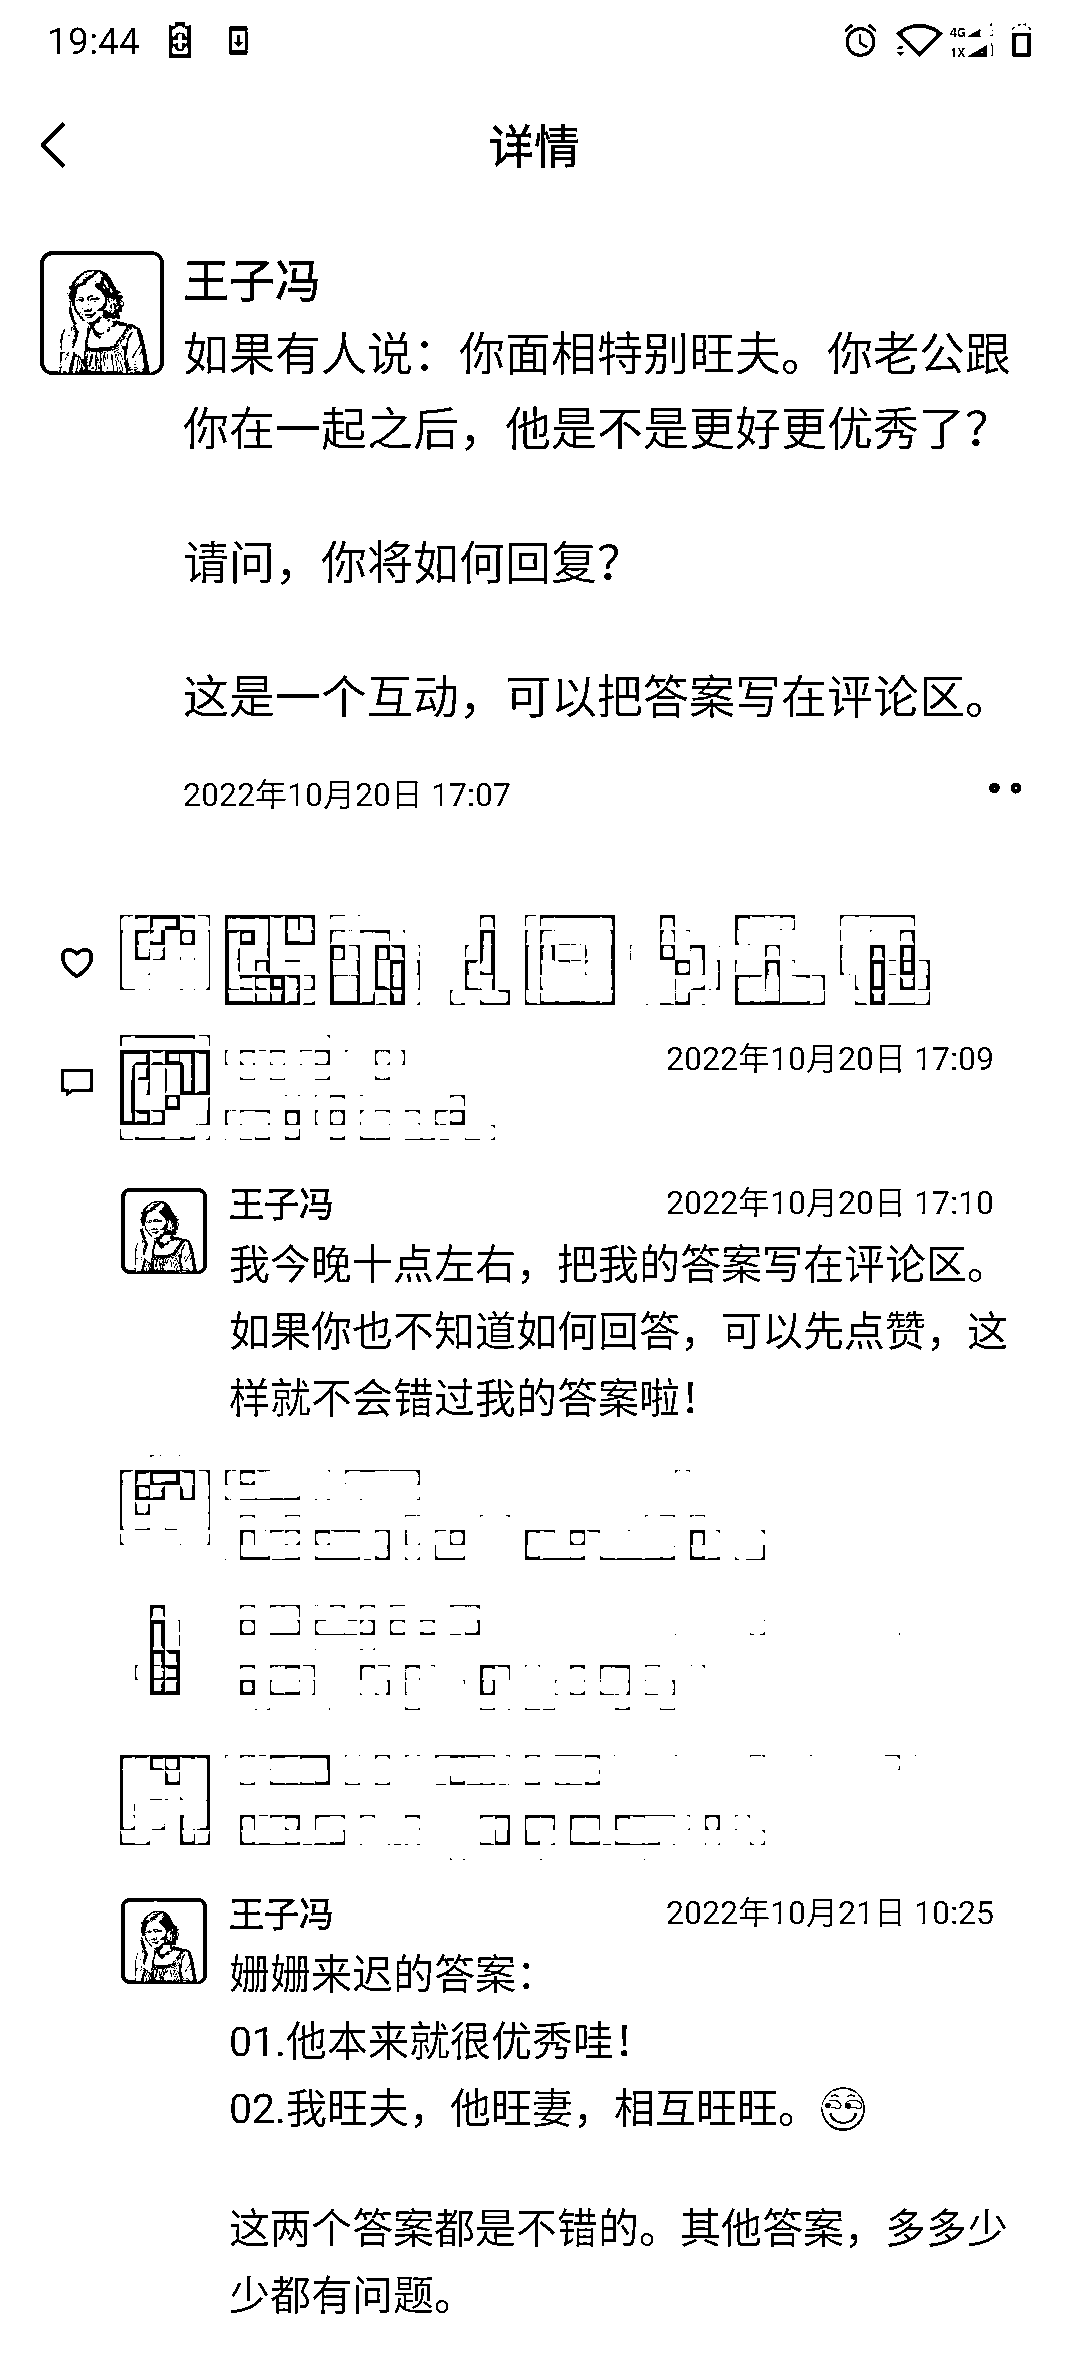 19:44
4G
1X
详情
王子冯
如果有人说：你面相特别旺夫。你老公跟
你在一起之后，他是不是更好更优秀了？
请问，你将如何回复？
这是一个互动，可以把答案写在评论区。
2022年10月20日 17:07
2022年10月20日 17:09
王子冯
2022年10月20日 17:10
我今晚十点左右，把我的答案写在评论区。
如果你也不知道如何回答，可以先点赞，这
样就不会错过我的答案啦！
王子冯
2022年10月21日 10:25
姗姗来迟的答案：
01.他本来就很优秀哇！
02.我旺夫，他旺妻，相互旺旺。
这两个答案都是不错的。其他答案，多多少
少都有问题。